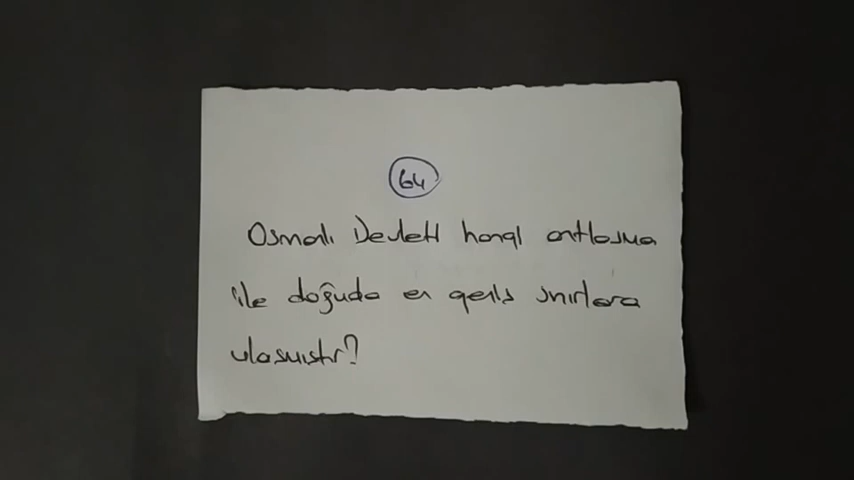 64
Osmanlı Devleti hangi antlaşma
ile doğuda en geniş sınırlara
ulaşmıştır?